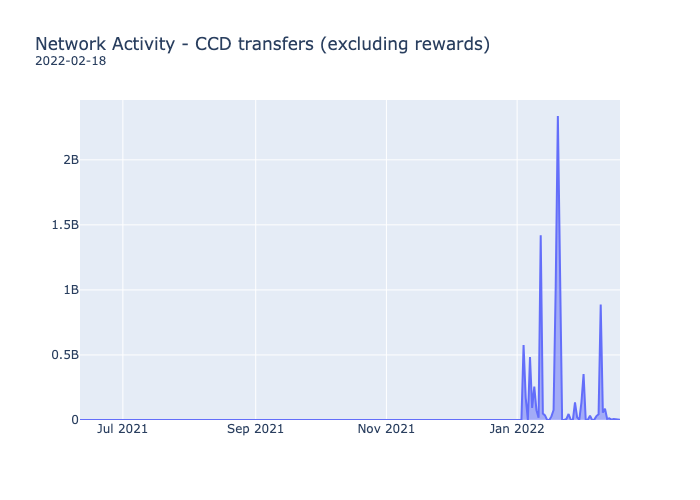 Network Activity - CCD transfers (excluding rewards)
2022-02-18
2B
1.5B
1B
0.5B
0
Jul 2021 Sep 2021 Nov 2021 Jan 2022